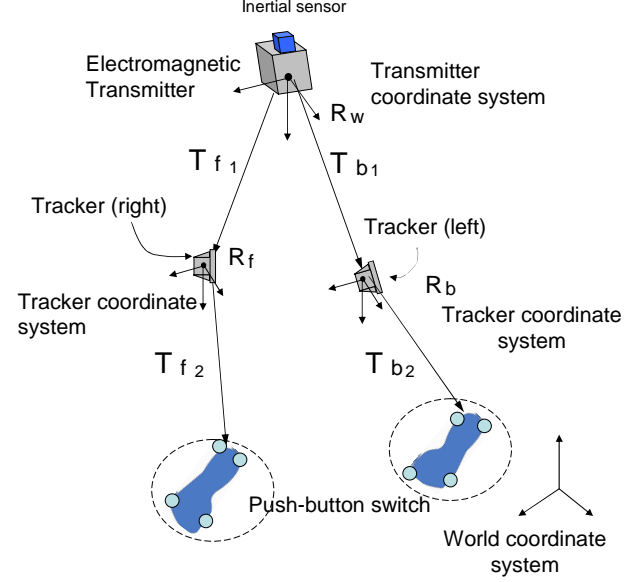 Inertial sensor
Electromagnetic
Transmitter
Transmitter
coordinate system
R w
T f 1
T b1
Tracker (right)
Tracker (left)
R f
R b
Tracker coordinate
system
Tracker coordinate
system
T f 2
T b2
Push-button switch
World coordinate
system